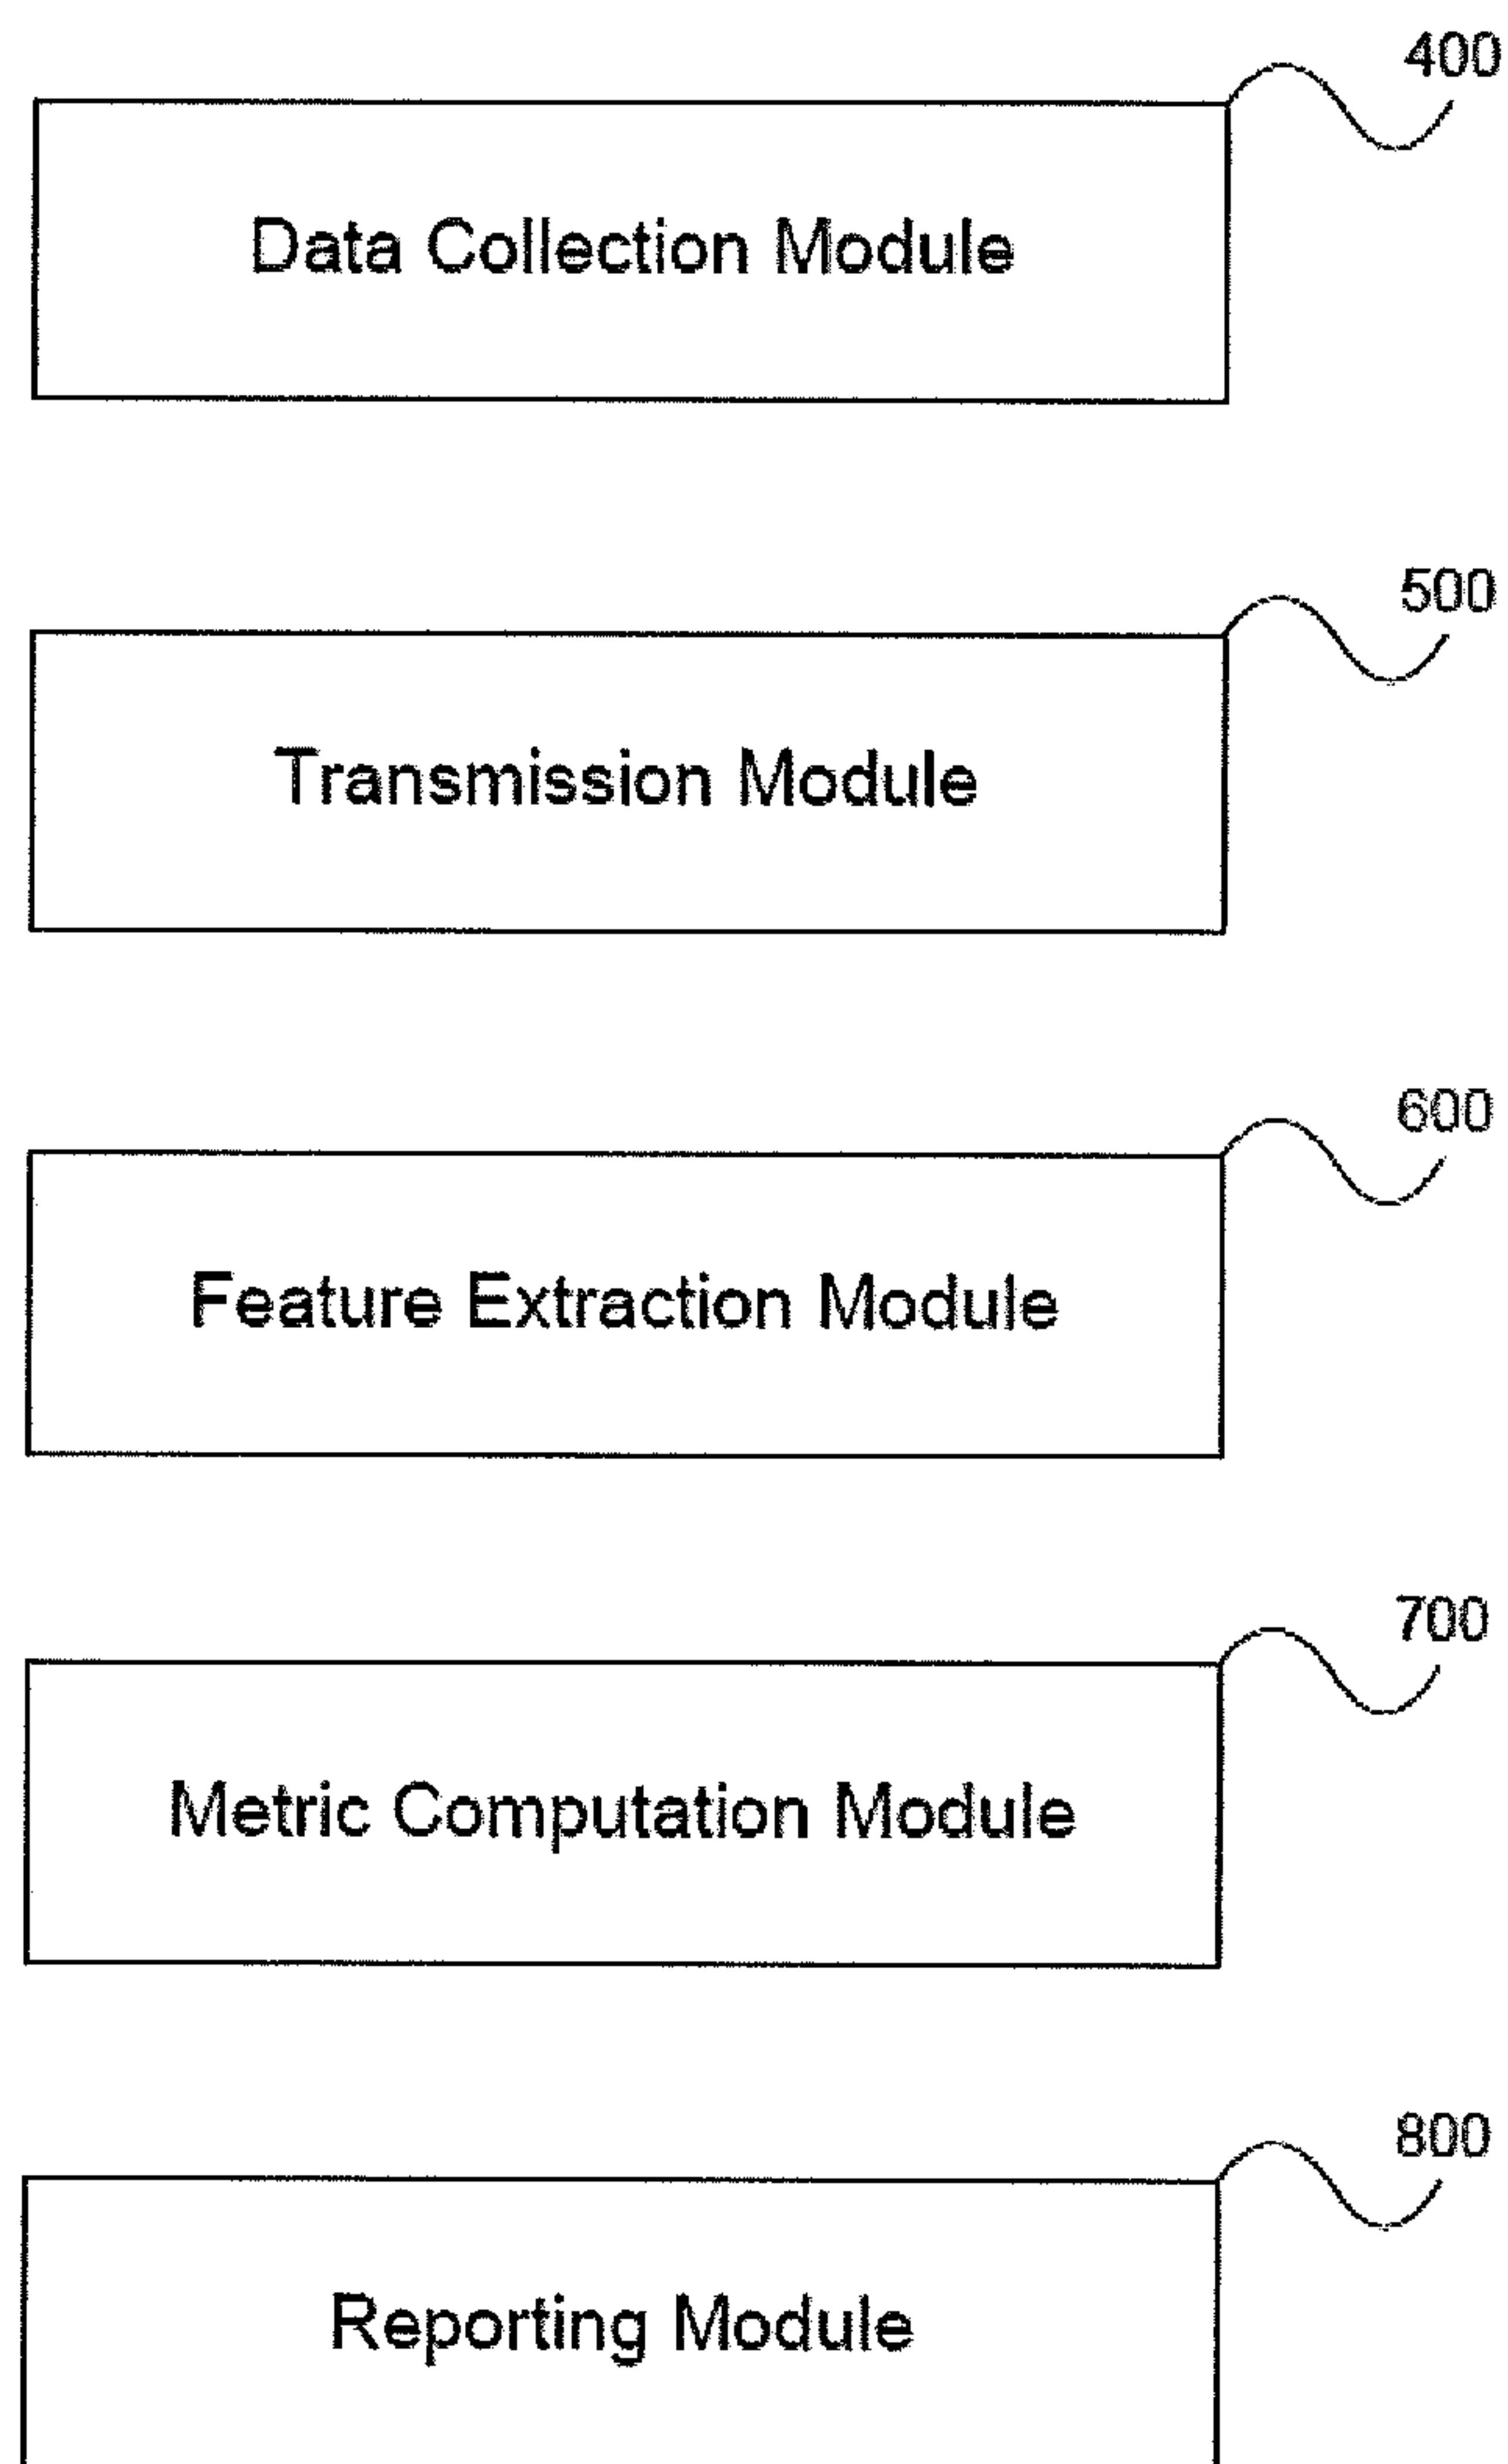 400
Data Collection Module
500
Transmission Module
600
Feature Extraction Module
700
Metric Computation Module
800
Reporting Module